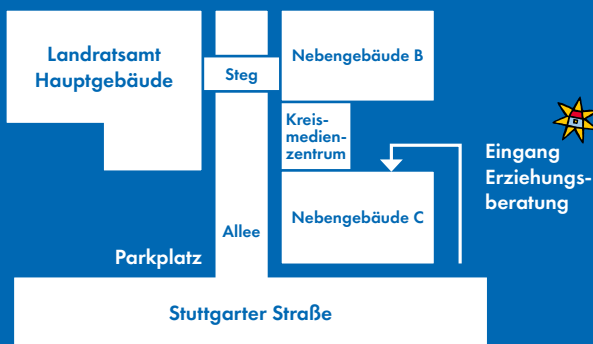 Landratsamt
Hauptgebäude
Steg
Nebengebäude B
Kreis-
medien-
zentrum
Eingang
Erziehungs-
beratung
Nebengebäude C
Allee
Parkplatz
Stuttgarter Straße